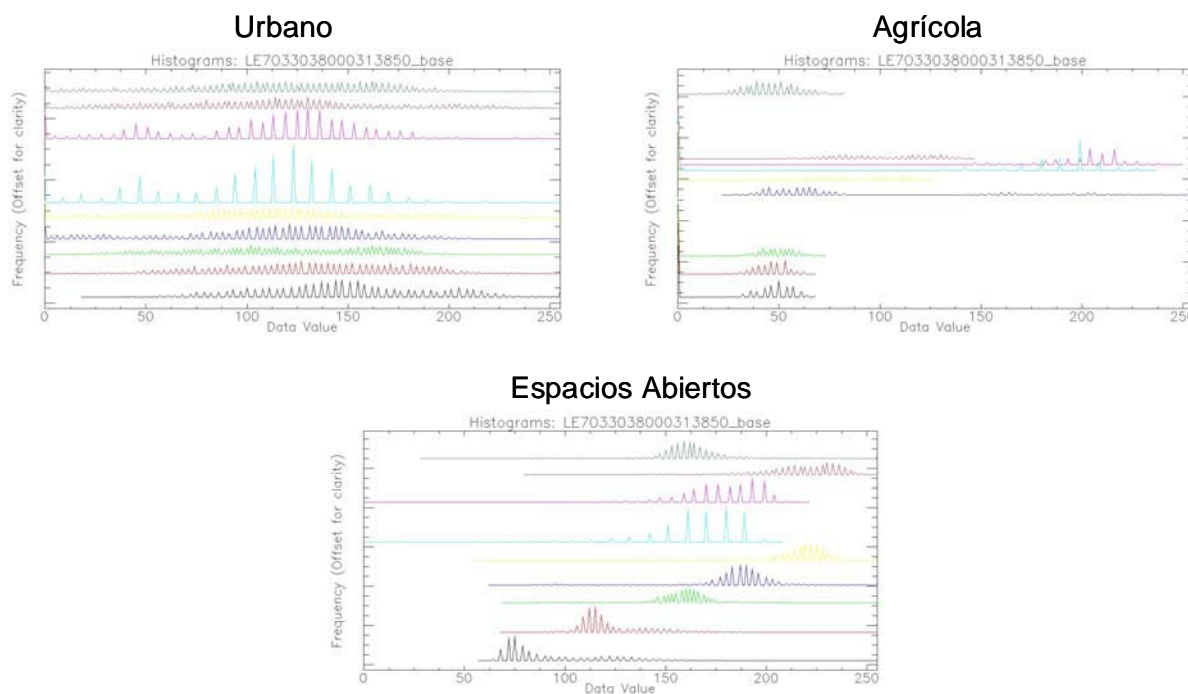 Urbano
Histograms: LE7033038000313850_base
Frequency (Offset for clarity)
0 50 100 150 200 250
Data Value
Agrícola
Histograms: LE7033038000313850_base
Frequency (Offset for clarity)
0 50 100 150 200 250
Data Value
Espacios Abiertos
Histograms: LE7033038000313850_base
Frequency (Offset for clarity)
0 50 100 150 200 250
Data Value